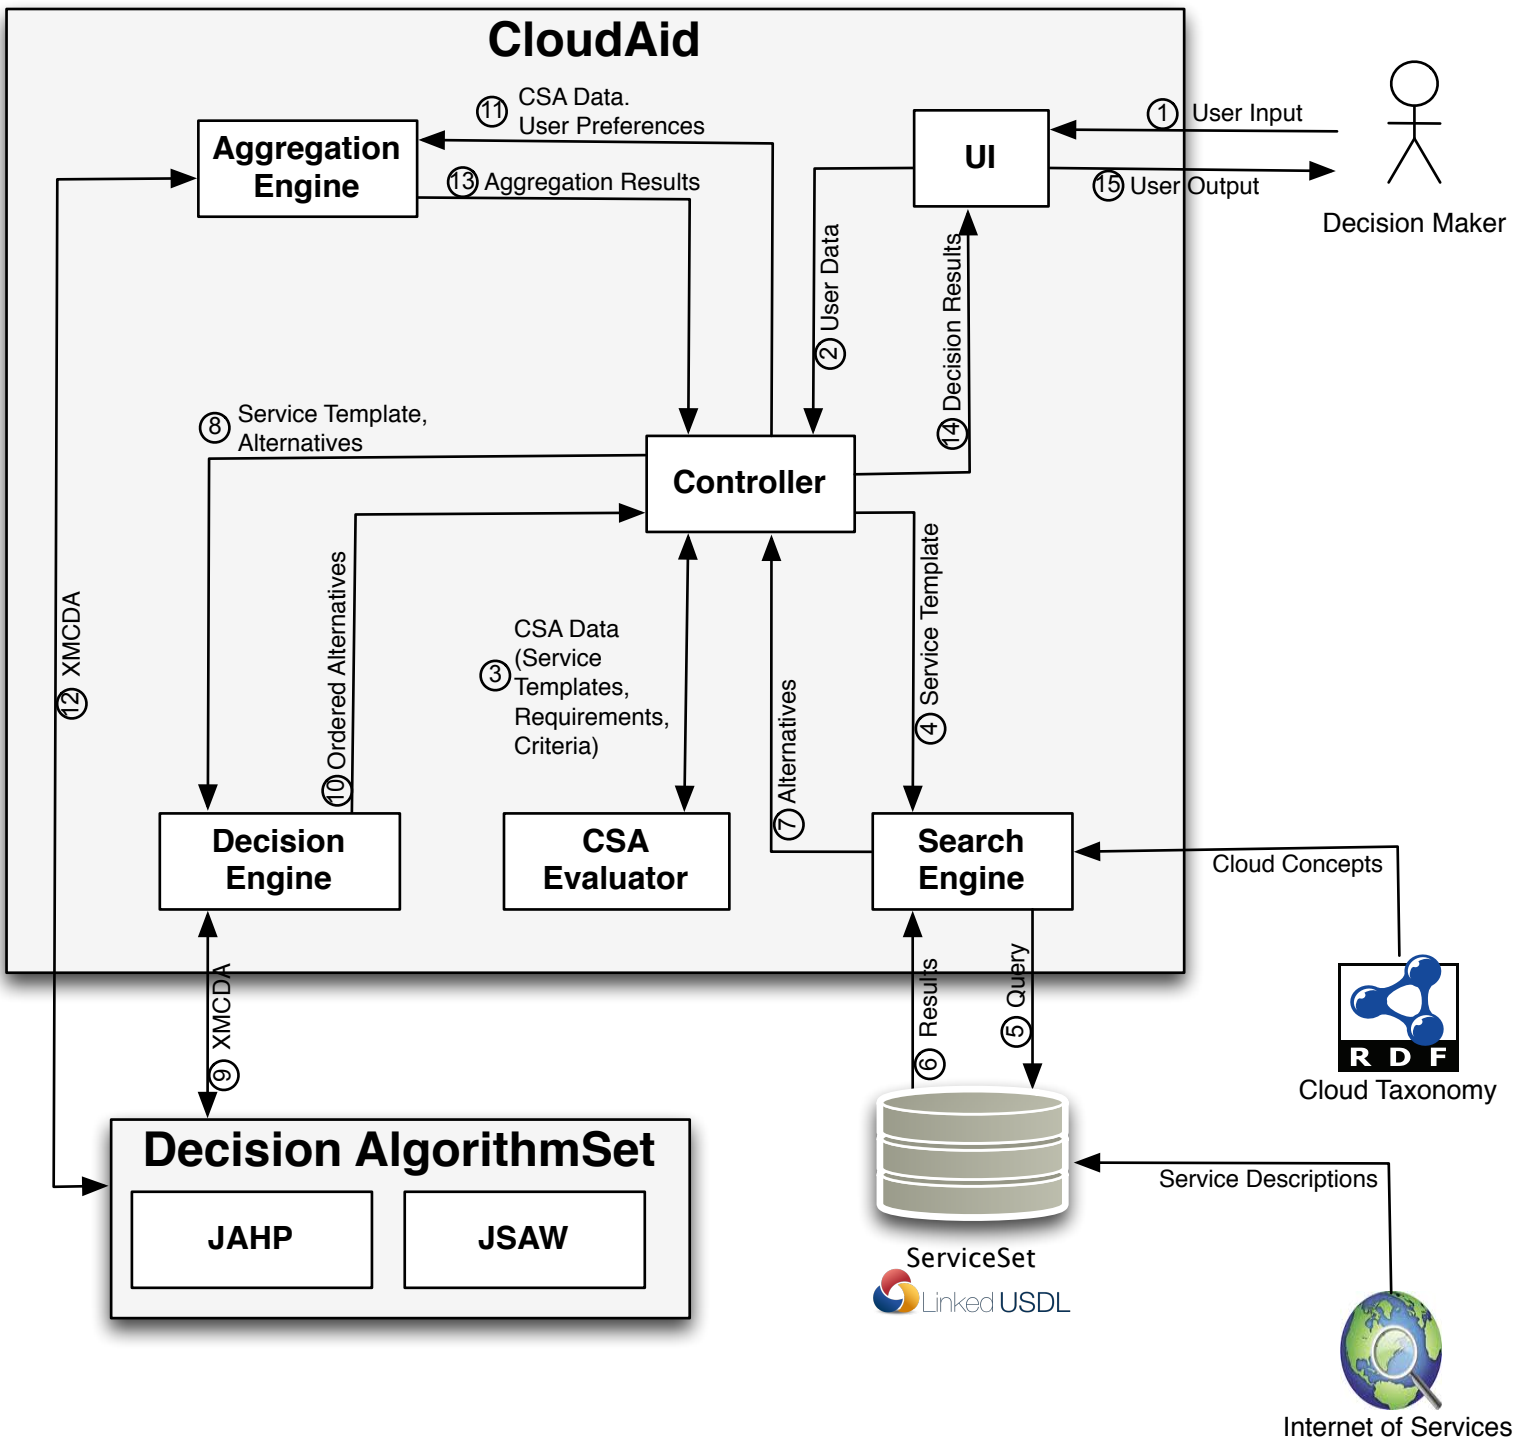 CloudAid
11
CSA Data.
User Preferences
1
User Input
Aggregation
Engine
UI
13
Aggregation Results
15
User Output
Decision Maker
2
User Data
14
Decision Results
8
Service Template,
Alternatives
Controller
10
Ordered Alternatives
3
CSA Data
(Service
Templates,
Requirements,
Criteria)
4
Service Template
7
Alternatives
12
XMCDA
Decision
Engine
CSA
Evaluator
Search
Engine
Cloud Concepts
9
XMCDA
6
Results
5
Query
RDF
Cloud Taxonomy
Decision AlgorithmSet
JAHP
JSAW
Service Descriptions
ServiceSet
Linked USDL
Internet of Services